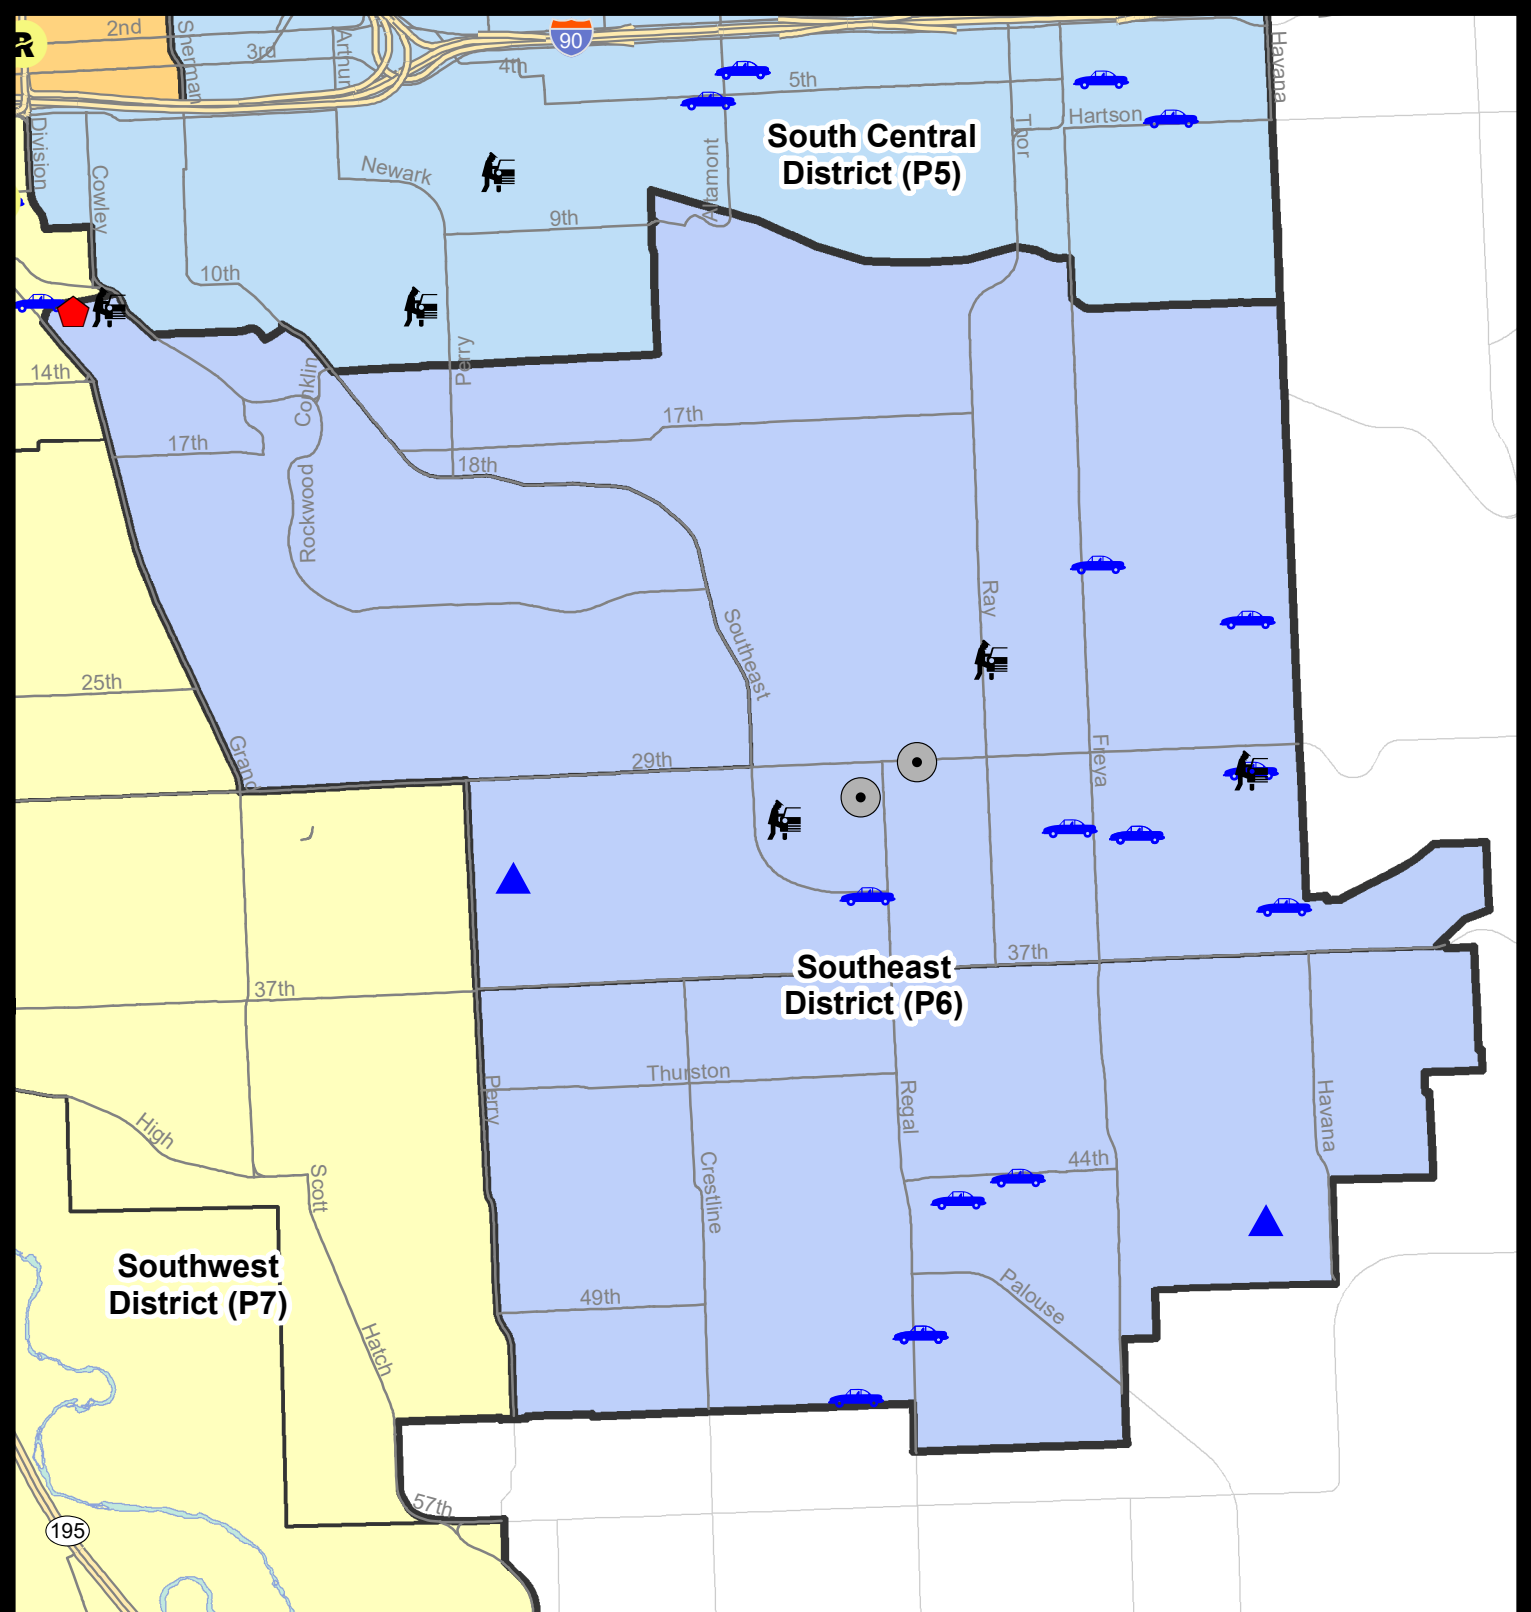 2nd
Sherman
3rd
Arthur
90
4th
5th
Havana
R
Division
Cowley
Newark
Altamont
South Central
District (P5)
Thor
Hartson
9th
10th
Perry
14th
Conklin
17th
17th
18th
Rockwood
Ray
Southeast
25th
Grand
29th
Freya
37th
37th
Southeast
District (P6)
Thurston
Perry
Regal
Havana
High
Scott
Crestline
44th
Southwest
District (P7)
49th
Palouse
Hatch
57th
195